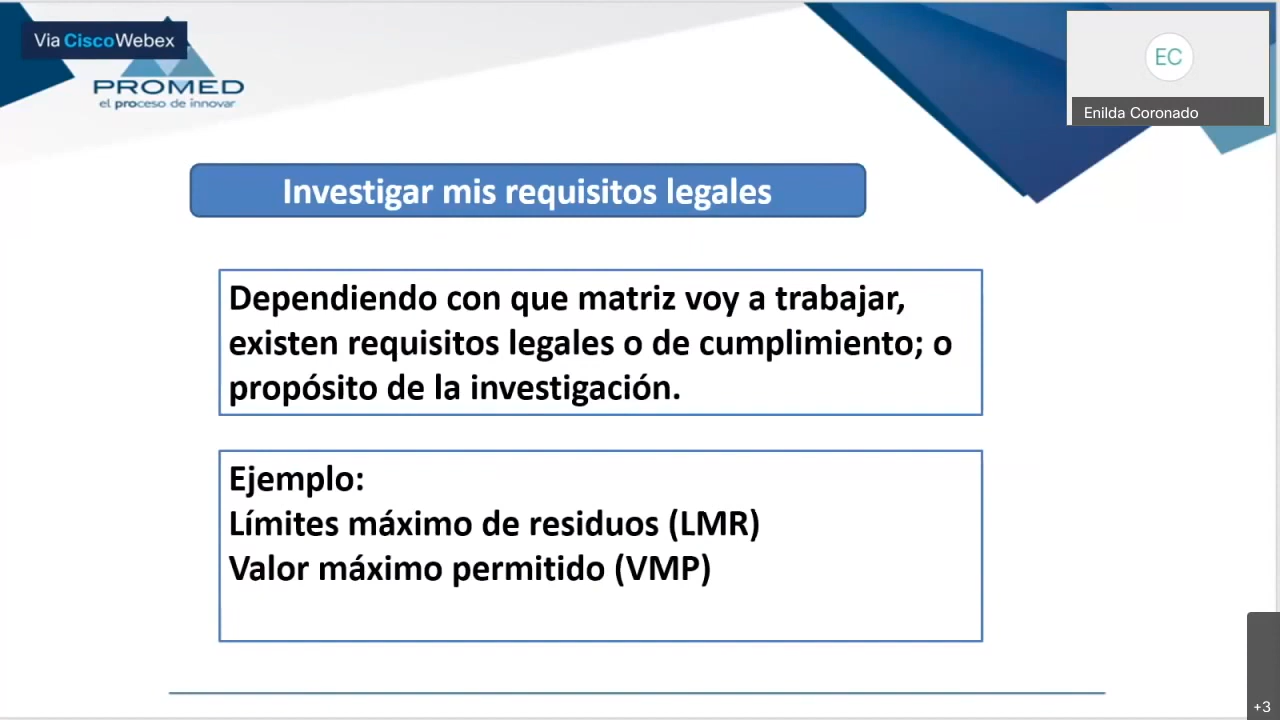 Via CiscoWebex
PROMED
el proceso de innovar
EC
Enilda Coronado
Investigar mis requisitos legales
Dependiendo con que matriz voy a trabajar,
existen requisitos legales o de cumplimiento; o
propósito de la investigación.
Ejemplo:
Límites máximo de residuos (LMR)
Valor máximo permitido (VMP)
+3